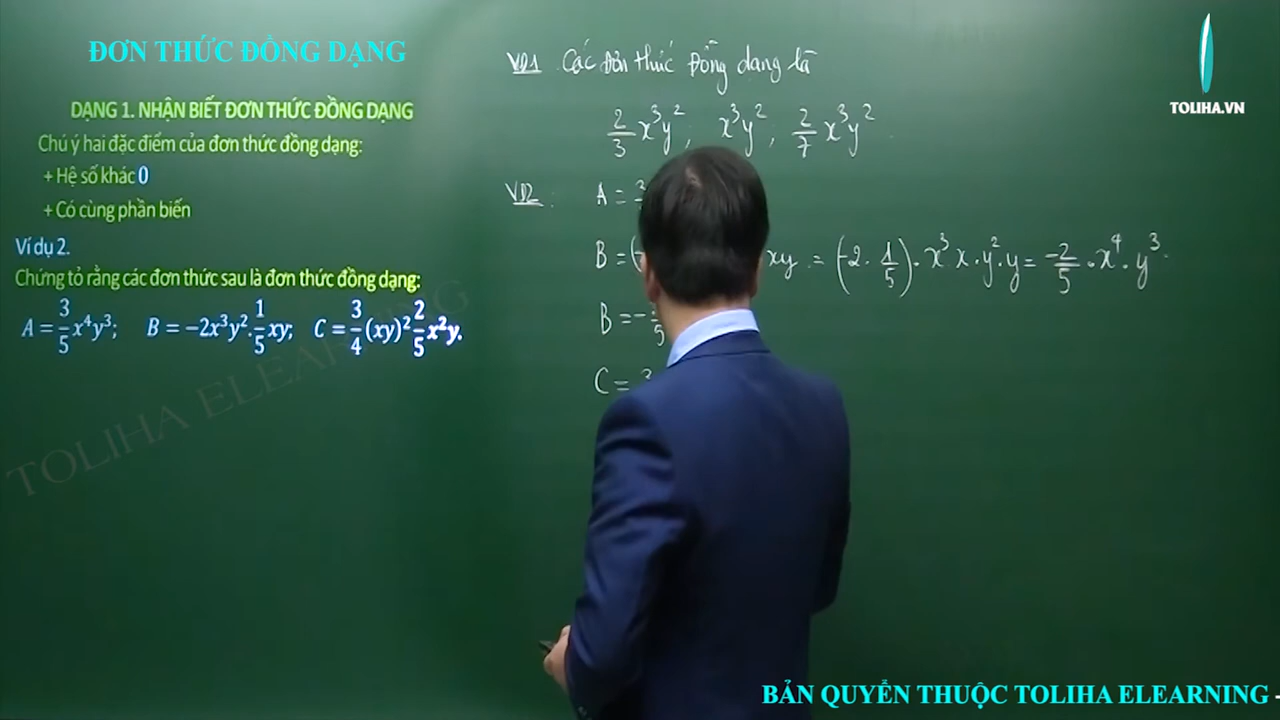 ĐƠN THỨC ĐỒNG DẠNG
DẠNG 1. NHẬN BIẾT ĐƠN THỨC ĐỒNG DẠNG
Chú ý hai đặc điểm của đơn thức đồng dạng:
+ Hệ số khác 0
+ Có cùng phần biến
Ví dụ 2.
Chứng tỏ rằng các đơn thức sau là đơn thức đồng dạng:
A = 3/5 x⁴y³; B = −2x³y². 1/5 xy; C = 3/4 (xy)² 2/5 x²y.
TOLIHA ELEARNING
VD1 Các đơn thức đồng dạng là
2/3 x³y²; x³y²; 2/7 x³y²
VD2 : A = 3
B = (- xy = (-2. 1/5) . x³x . y². y = -2/5 . x⁴. y³.
B = - 5
C = 3
TOLIHA.VN
BẢN QUYỀN THUỘC TOLIHA ELEARNING -